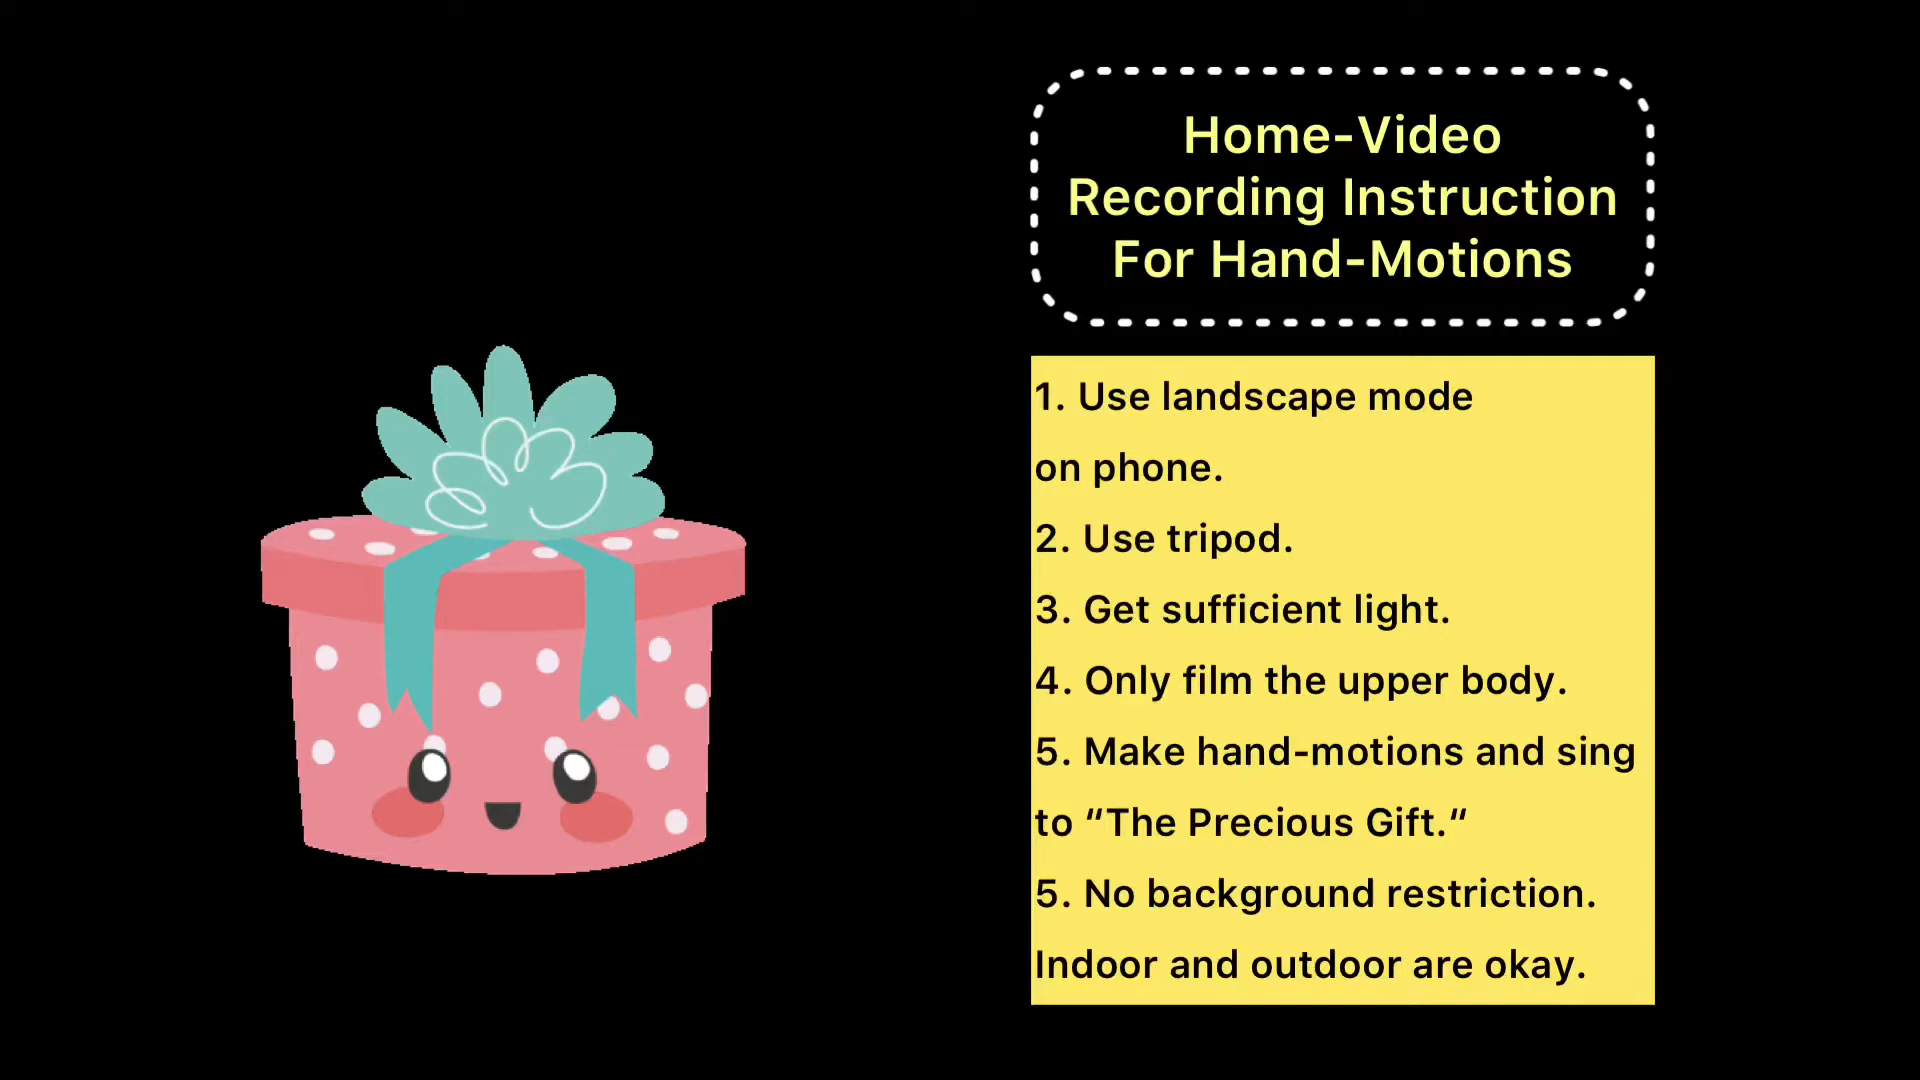 Home-Video
Recording Instruction
For Hand-Motions
1. Use landscape mode
on phone.
2. Use tripod.
3. Get sufficient light.
4. Only film the upper body.
5. Make hand-motions and sing
to “The Precious Gift.“
5. No background restriction.
Indoor and outdoor are okay.